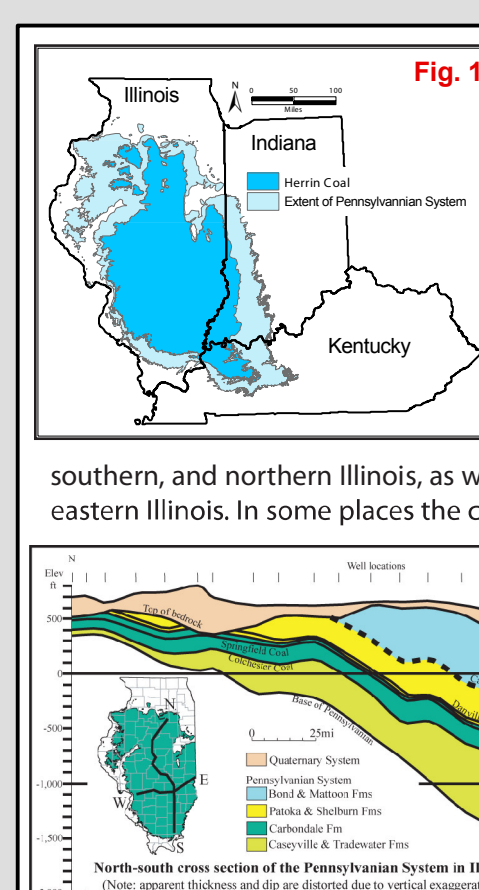 Fig. 1
Illinois
N
0 50 100
Miles
Indiana
Herrin Coal
Extent of Pennsylvannian System
Kentucky
southern, and northern Illinois, as w
eastern Illinois. In some places the c
N
Elev
ft
Well locations
Top of bedrock
500
Springfield Coal
Colchester Coal
0
Danvill
Base of Pennsylvanian
N
-500
0 25mi
Quaternary System
E
Pennsylvanian System
-1,000
Bond & Mattoon Fms
W
Patoka & Shelburn Fms
Carbondale Fm
-1,500
Caseyville & Tradewater Fms
S
North-south cross section of the Pennsylvanian System in Il
(Note: apparent thickness and dip are distorted due to vertical exaggerat